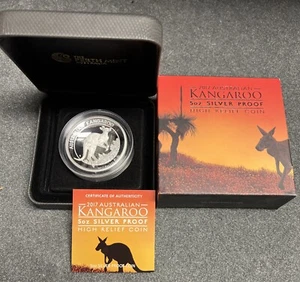 2017 AUSTRALIAN
KANGAROO
5oz SILVER PROOF
HIGH RELIEF COIN
KANGAROO
CERTIFICATE OF AUTHENTICITY
2017 AUSTRALIAN
KANGAROO
5oz SILVER PROOF
HIGH RELIEF COIN